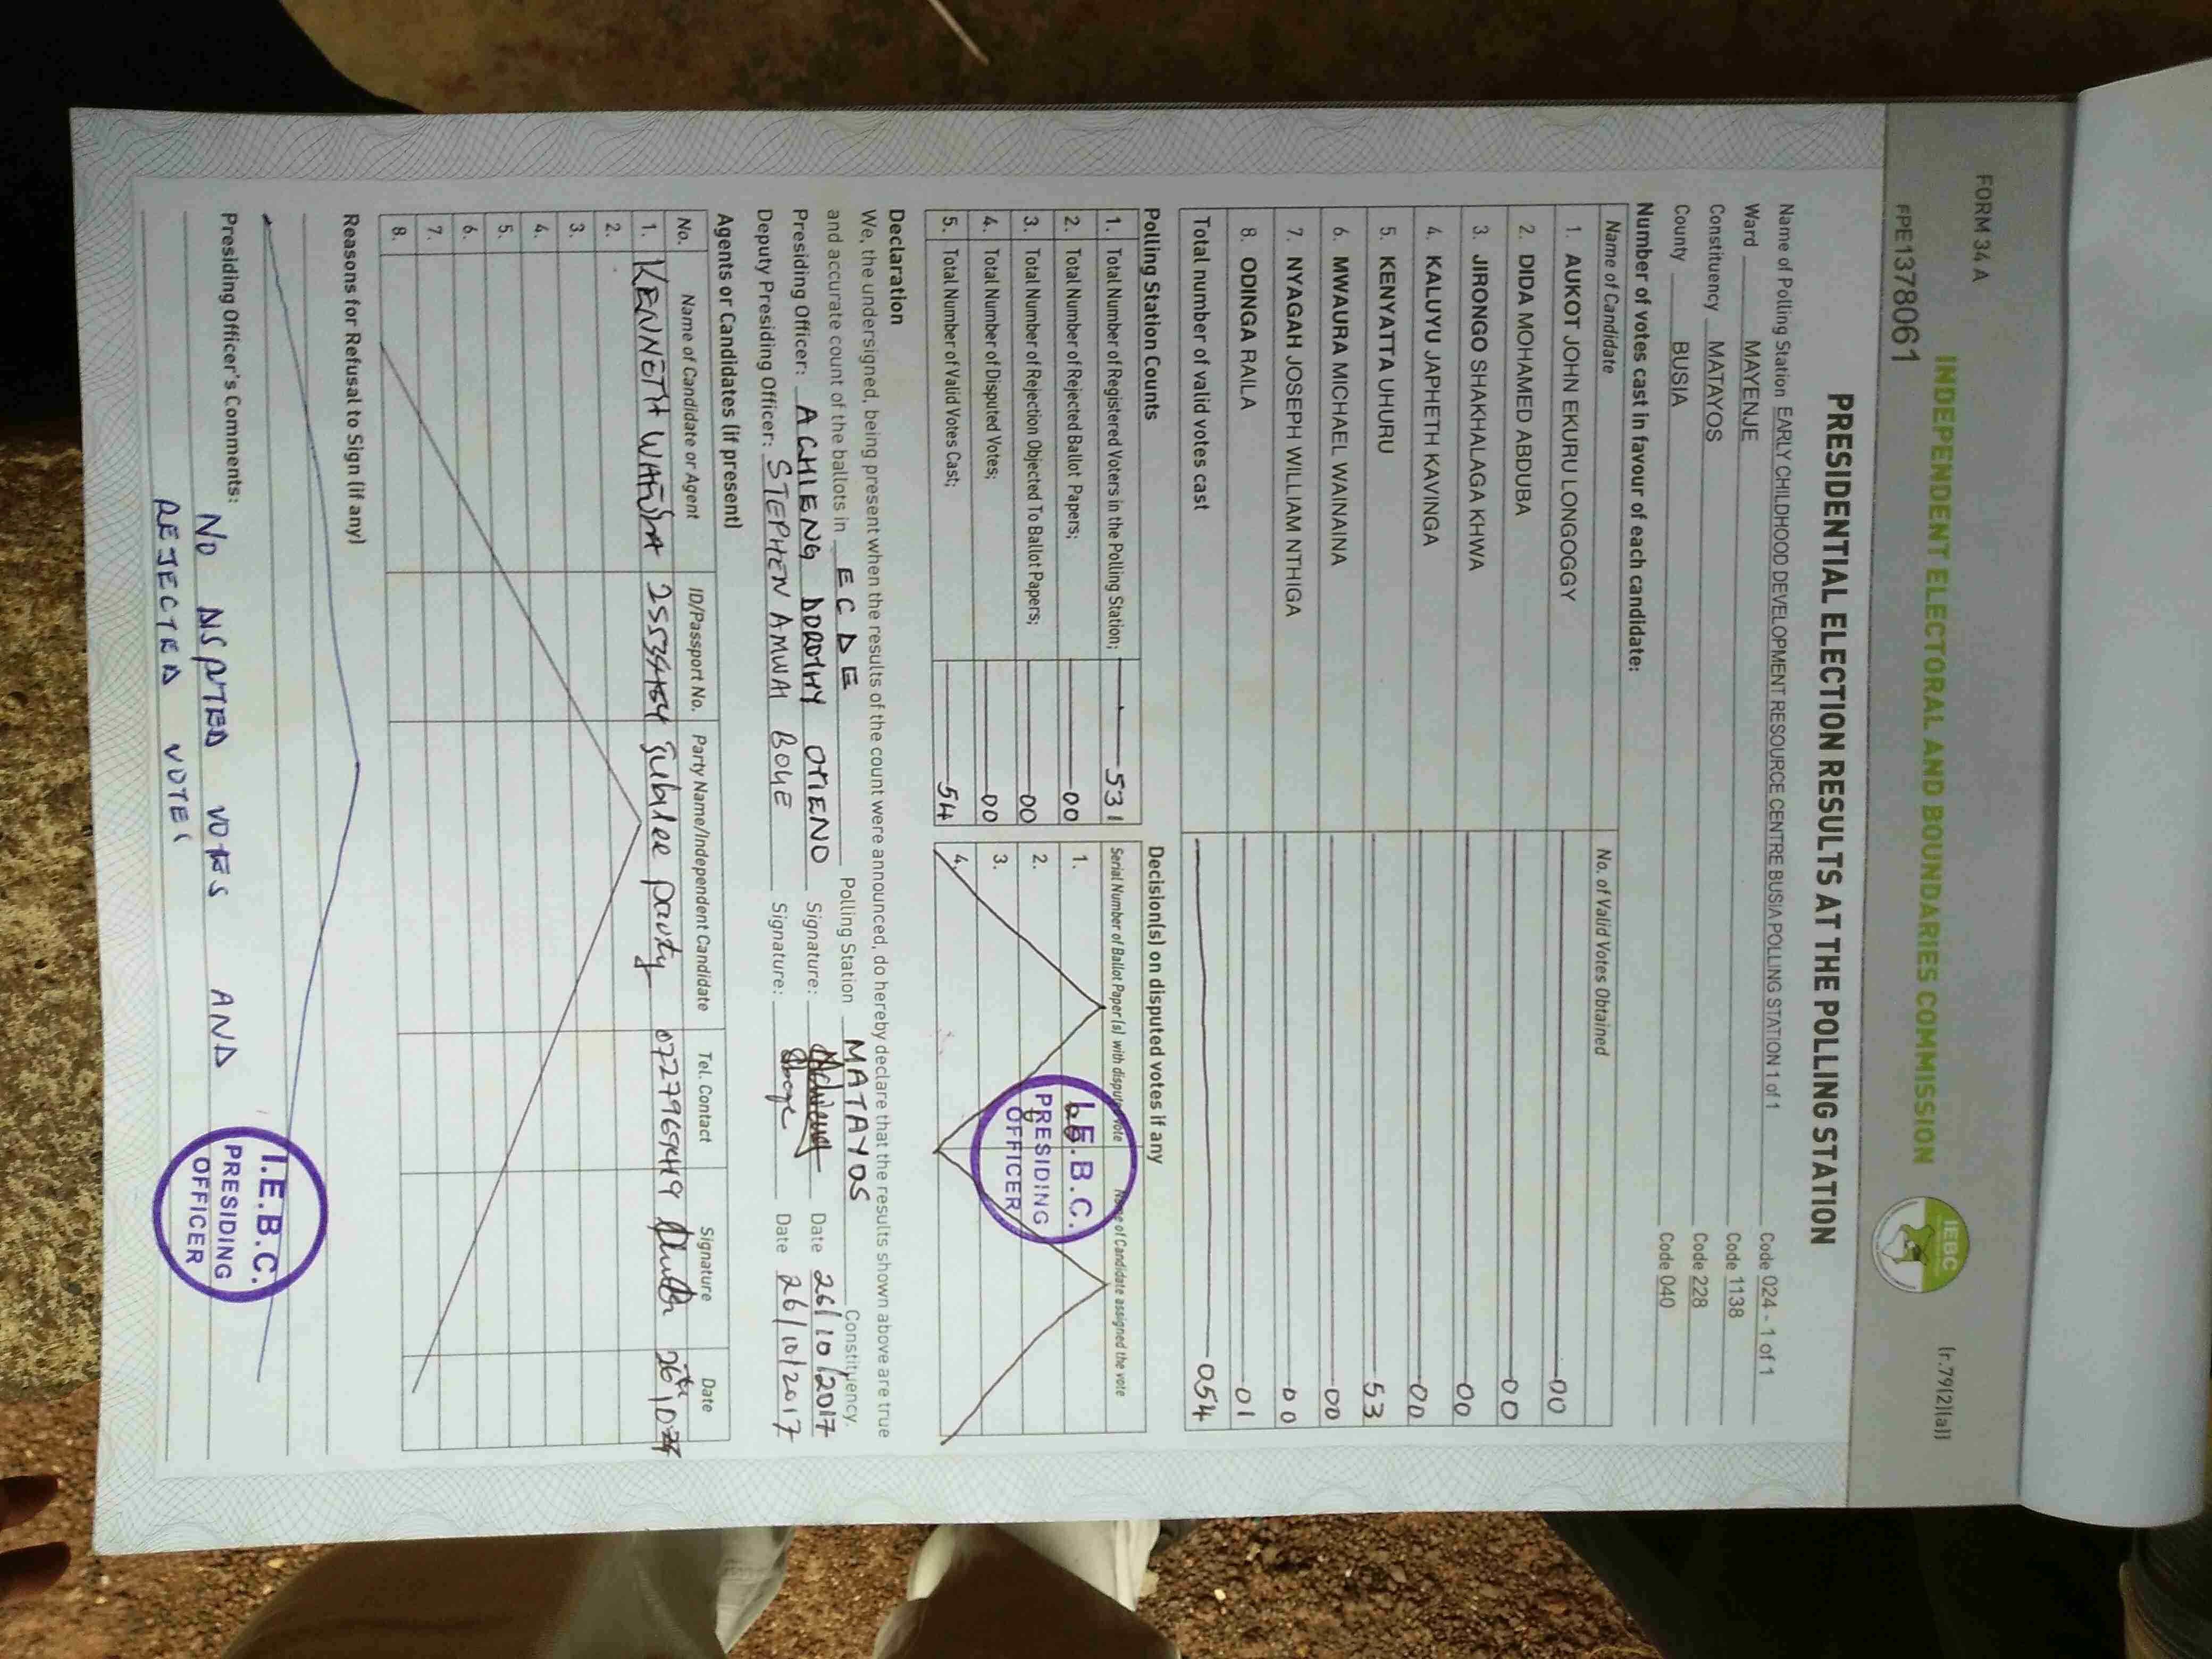 FORM 34 A
[r.79(2)(a)]
INDEPENDENT ELECTORAL AND BOUNDARIES COMMISSION
IEBC
FPE1378061
PRESIDENTIAL ELECTION RESULTS AT THE POLLING STATION
Name of Polling Station EARLY CHILDHOOD DEVELOPMENT RESOURCE CENTRE BUSIA POLLING STATION 1 of 1 Code 024 - 1 of 1
Ward MAYENJE Code 1138
Constituency MATAYOS Code 228
County BUSIA Code 040
Number of votes cast in favour of each candidate:
Name of Candidate No. of Valid Votes Obtained
1. AUKOT JOHN EKURU LONGOGGY 00
2. DIDA MOHAMED ABDUBA 00
3. JIRONGO SHAKHALAGA KHWA 00
4. KALUYU JAPHETH KAVINGA 00
5. KENYATTA UHURU 53
6. MWAURA MICHAEL WAINAINA 00
7. NYAGAH JOSEPH WILLIAM NTHIGA 00
8. ODINGA RAILA 01
Total number of valid votes cast 054
Polling Station Counts
1. Total Number of Registered Voters in the Polling Station; 531
2. Total Number of Rejected Ballot Papers; 00
3. Total Number of Rejection Objected To Ballot Papers; 00
4. Total Number of Disputed Votes; 00
5. Total Number of Valid Votes Cast; 54
Decision(s) on disputed votes if any
Serial Number of Ballot Paper(s) with disputed vote Name of Candidate assigned the vote
1.
2.
3.
4.
I.E.B.C.
PRESIDING
OFFICER
Declaration
We, the undersigned, being present when the results of the count were announced, do hereby declare that the results shown above are true
and accurate count of the ballots in ECDE Polling Station MATAYOS Constituency.
Presiding Officer: ACHIENG DOROTHY OTIENO Signature: Date 26/10/2017
Deputy Presiding Officer: STEPHEN AMWAI Signature: Date 26/10/2017
Agents or Candidates (if present)
No. Name of Candidate or Agent ID/Passport No. Party Name/Independent Candidate Tel. Contact Signature Date
1. KENNETH Jubilee party
2.
3.
4.
5.
6.
7.
8.
Reasons for Refusal to Sign (if any)
Presiding Officer's Comments:
NO DISPUTED VOTES AND
REJECTED VOTES
I.E.B.C.
PRESIDING
OFFICER